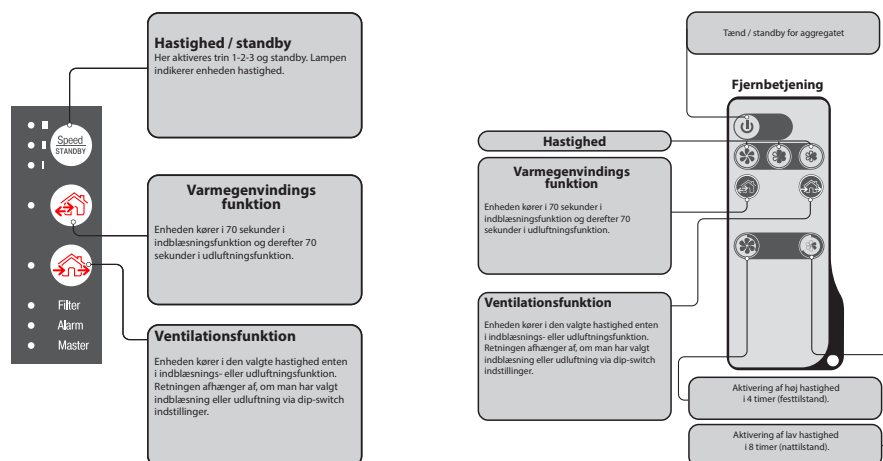 Hastighed / standby
Her aktiveres trin 1-2-3 og standby. Lampen
indikerer enheden hastighed.
Speed
STANDBY
Varmegenvindings
funktion
Enheden kører i 70 sekunder i
indblæsningsfunktion og derefter 70
sekunder i udluftningsfunktion.
Filter
Alarm
Master
Ventilationsfunktion
Enheden kører i den valgte hastighed enten
i indblæsnings- eller udluftningsfunktion.
Retningen afhænger af, om man har valgt
indblæsning eller udluftning via dip-switch
indstillinger.
Tænd / standby for aggregatet
Fjernbetjening
Hastighed
Varmegenvindings
funktion
Enheden kører i 70 sekunder i
indblæsningsfunktion og derefter 70
sekunder i udluftningsfunktion.
Ventilationsfunktion
Enheden kører i den valgte hastighed enten
i indblæsnings- eller udluftningsfunktion.
Retningen afhænger af, om man har valgt
indblæsning eller udluftning via dip-switch
indstillinger.
Aktivering af høj hastighed
i 4 timer (festtilstand).
Aktivering af lav hastighed
i 8 timer (nattilstand).